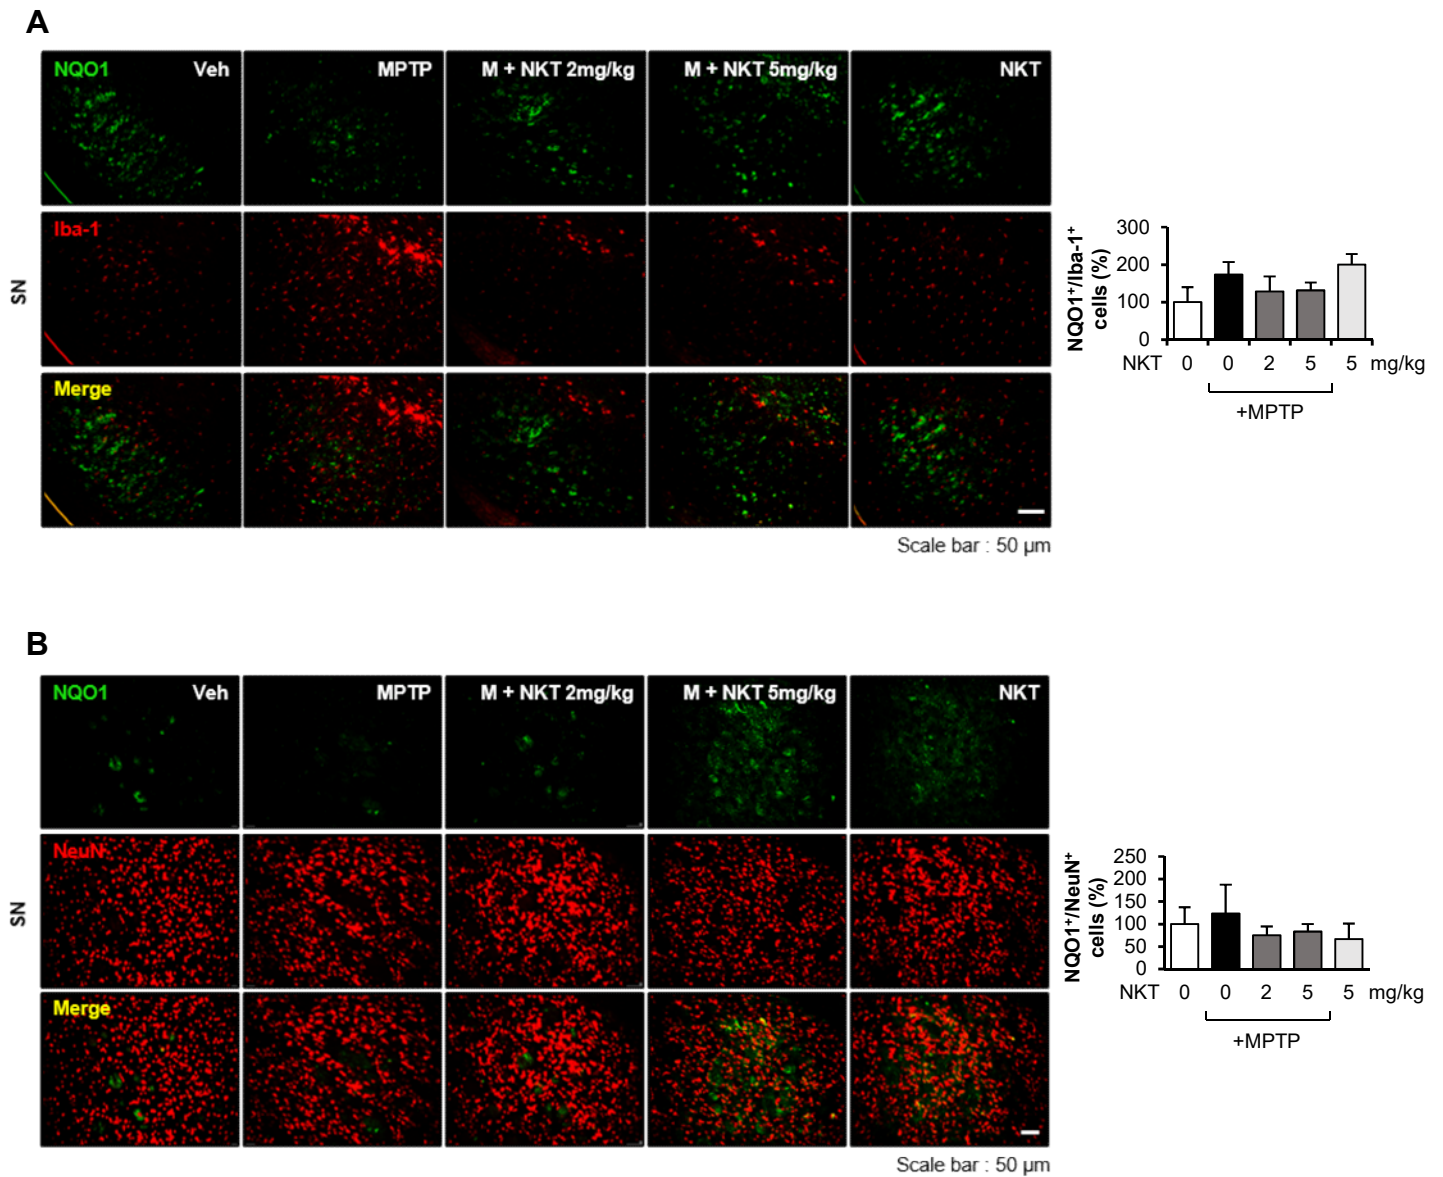 A
NQO1 Veh MPTP M + NKT 2mg/kg M + NKT 5mg/kg NKT
Iba-1
SN
Merge
Scale bar : 50 µm
NQO1⁺/Iba-1⁺
cells (%)
300
200
100
0
NKT 0 0 2 5 5 mg/kg
+MPTP
B
NQO1 Veh MPTP M + NKT 2mg/kg M + NKT 5mg/kg NKT
NeuN
SN
Merge
Scale bar : 50 µm
NQO1⁺/NeuN⁺
cells (%)
250
200
150
100
50
0
NKT 0 0 2 5 5 mg/kg
+MPTP